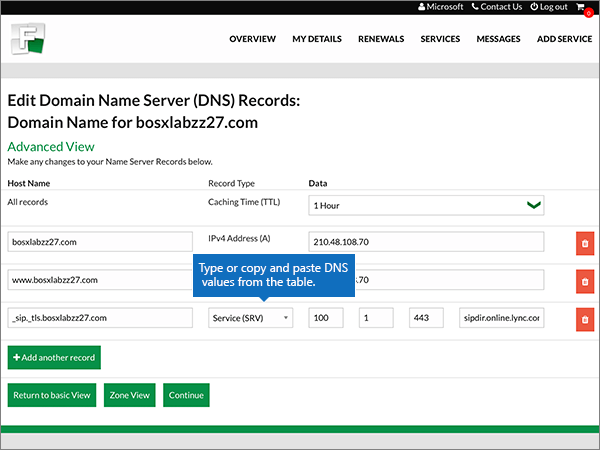 Microsoft Contact Us Log out 0
F
OVERVIEW MY DETAILS RENEWALS SERVICES MESSAGES ADD SERVICE
Edit Domain Name Server (DNS) Records:
Domain Name for bosxlabzz27.com
Advanced View
Make any changes to your Name Server Records below.
Host Name Record Type Data
All records Caching Time (TTL) 1 Hour
bosxlabzz27.com IPv4 Address (A) 210.48.108.70
Type or copy and paste DNS
values from the table.
www.bosxlabzz27.com .70
_sip._tls.bosxlabzz27.com Service (SRV) 100 1 443 sipdir.online.lync.cor
+ Add another record
Return to basic View Zone View Continue